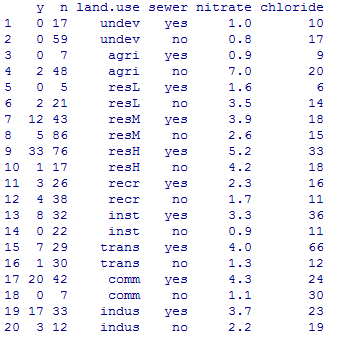 y n land.use sewer nitrate chloride
1 0 17 undev yes 1.0 10
2 0 59 undev no 0.8 17
3 0 7 agri yes 0.9 9
4 2 48 agri no 7.0 20
5 0 5 resL yes 1.6 6
6 2 21 resL no 3.5 14
7 12 43 resM yes 3.9 18
8 5 86 resM no 2.6 15
9 33 76 resH yes 5.2 33
10 1 17 resH no 4.2 18
11 3 26 recr yes 2.3 16
12 4 38 recr no 1.7 11
13 8 32 inst yes 3.3 36
14 0 22 inst no 0.9 11
15 7 29 trans yes 4.0 66
16 1 30 trans no 1.3 12
17 20 42 comm yes 4.3 24
18 0 7 comm no 1.1 30
19 17 33 indus yes 3.7 23
20 3 12 indus no 2.2 19